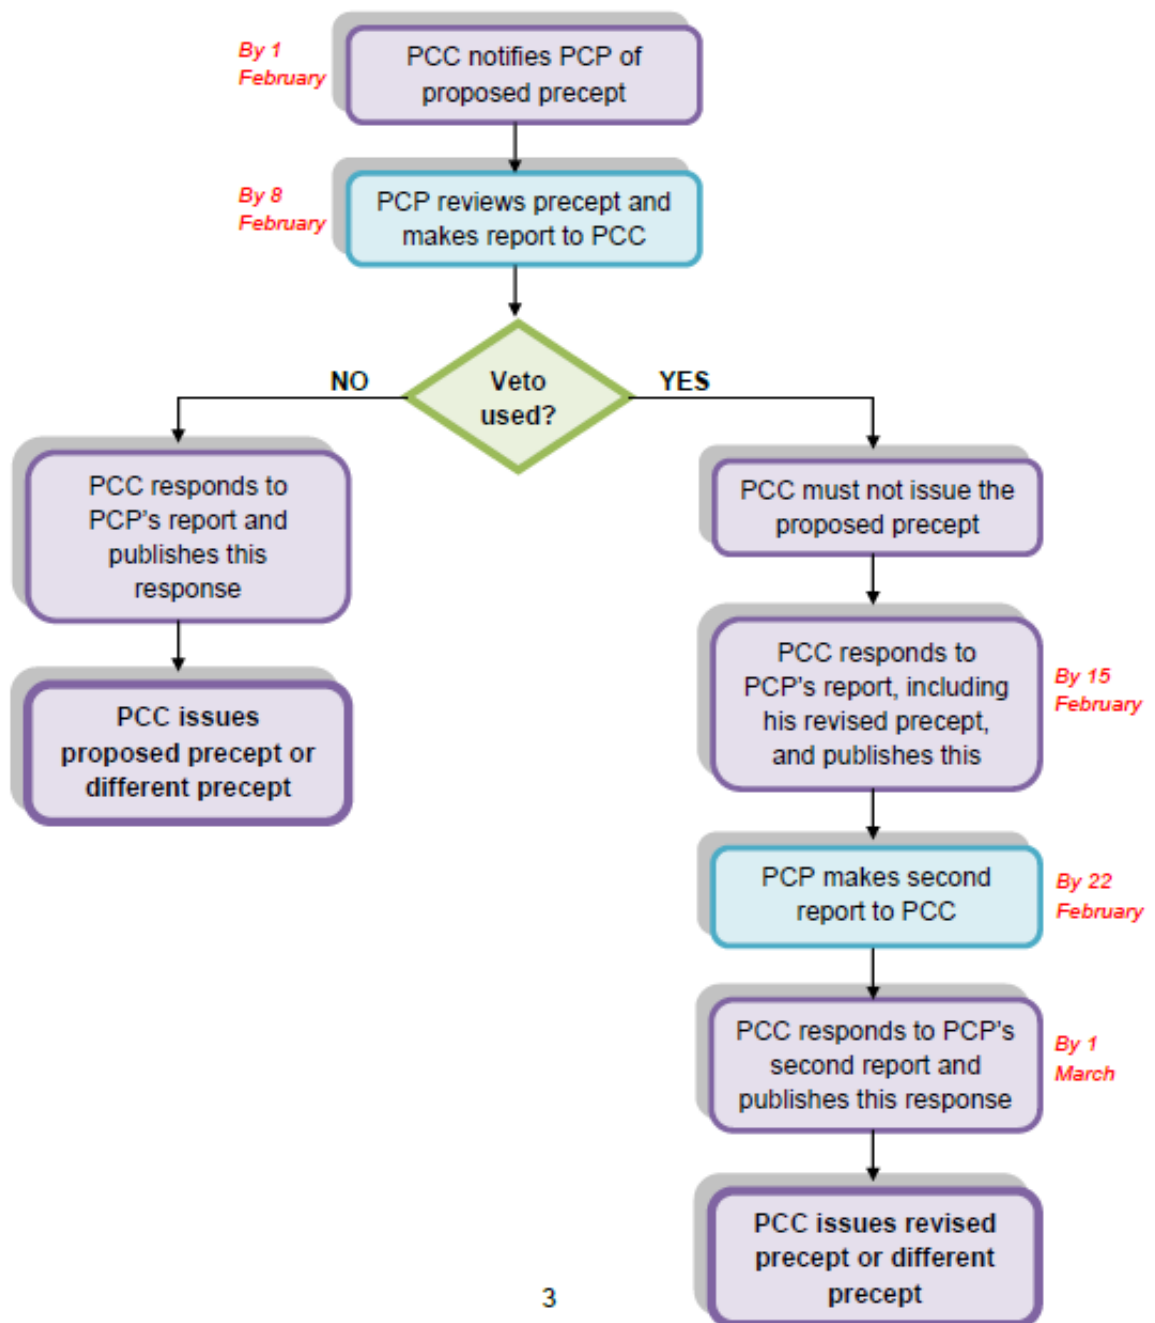 By 1
February
PCC notifies PCP of
proposed precept
By 8
February
PCP reviews precept and
makes report to PCC
NO
Veto
used?
YES
PCC responds to
PCP's report and
publishes this
response
PCC issues
proposed precept or
different precept
PCC must not issue the
proposed precept
PCC responds to
PCP's report, including
his revised precept,
and publishes this
By 15
February
PCP makes second
report to PCC
By 22
February
PCC responds to PCP's
second report and
publishes this response
By 1
March
PCC issues revised
precept or different
precept
3